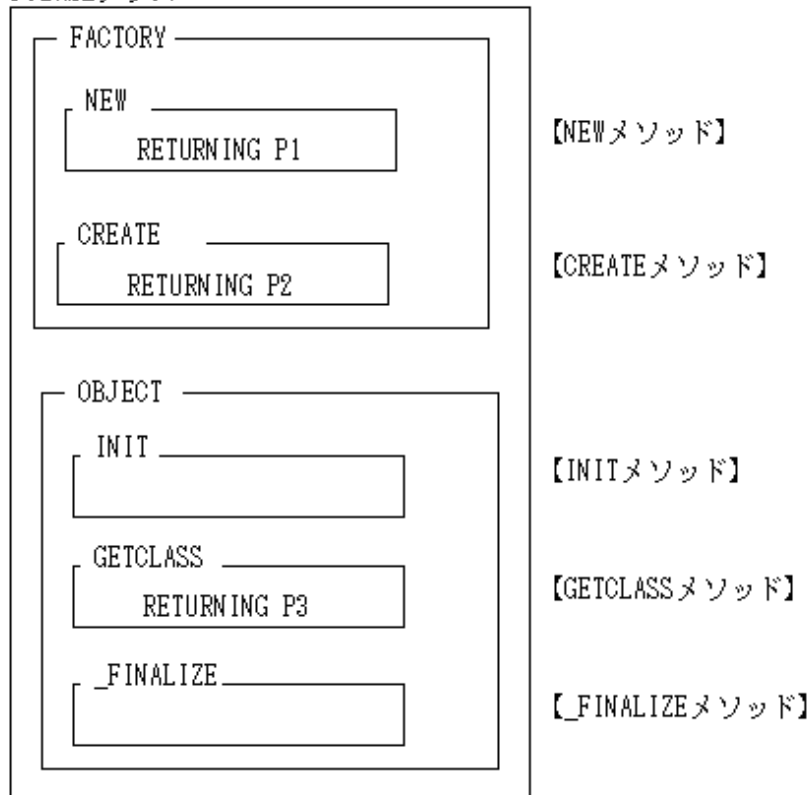 FACTORY
NEW
RETURNING P1
【NEWメソッド】
CREATE
RETURNING P2
【CREATEメソッド】
OBJECT
INIT
【INITメソッド】
GETCLASS
RETURNING P3
【GETCLASSメソッド】
_FINALIZE
【_FINALIZEメソッド】